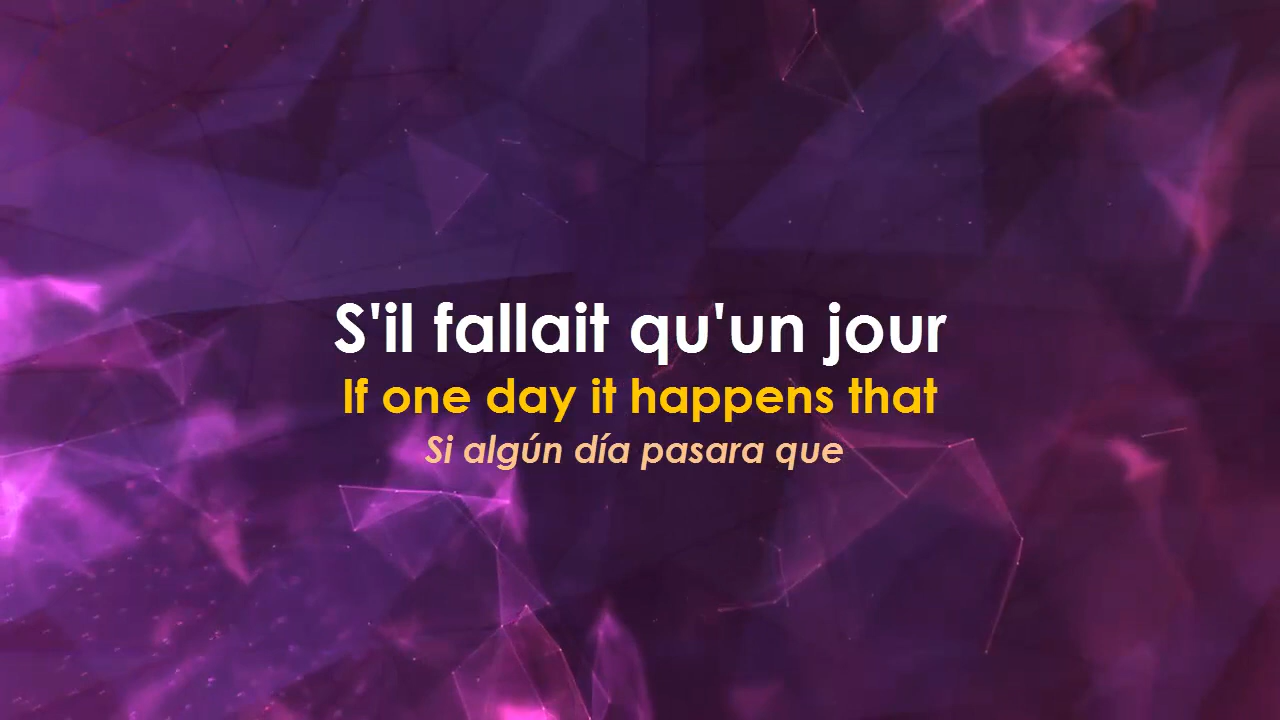 S'il fallait qu'un jour
If one day it happens that
Si algún día pasara que